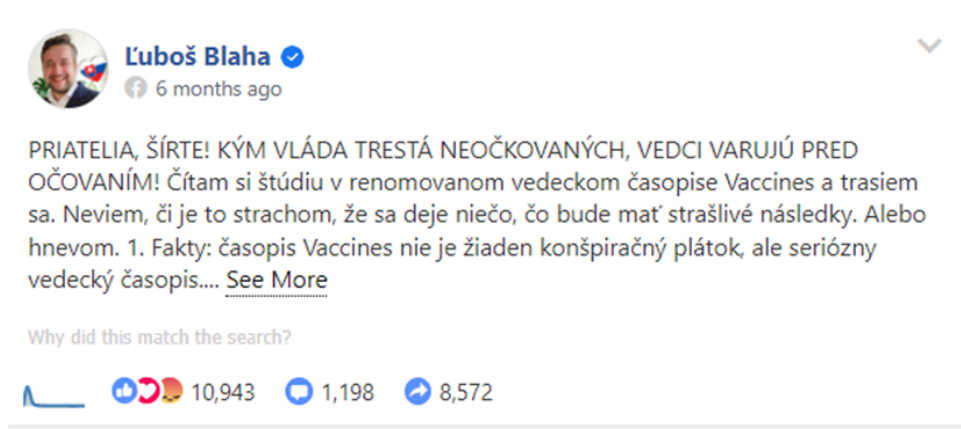 Ľuboš Blaha
6 months ago
PRIATELIA, ŠÍRTE! KÝM VLÁDA TRESTÁ NEOČKOVANÝCH, VEDCI VARUJÚ PRED
OČOVANÍM! Čítam si štúdiu v renomovanom vedeckom časopise Vaccines a trasiem
sa. Neviem, či je to strachom, že sa deje niečo, čo bude mať strašlivé následky. Alebo
hnevom. 1. Fakty: časopis Vaccines nie je žiaden konšpiračný plátok, ale seriózny
vedecký časopis.... See More
Why did this match the search?
10,943 1,198 8,572